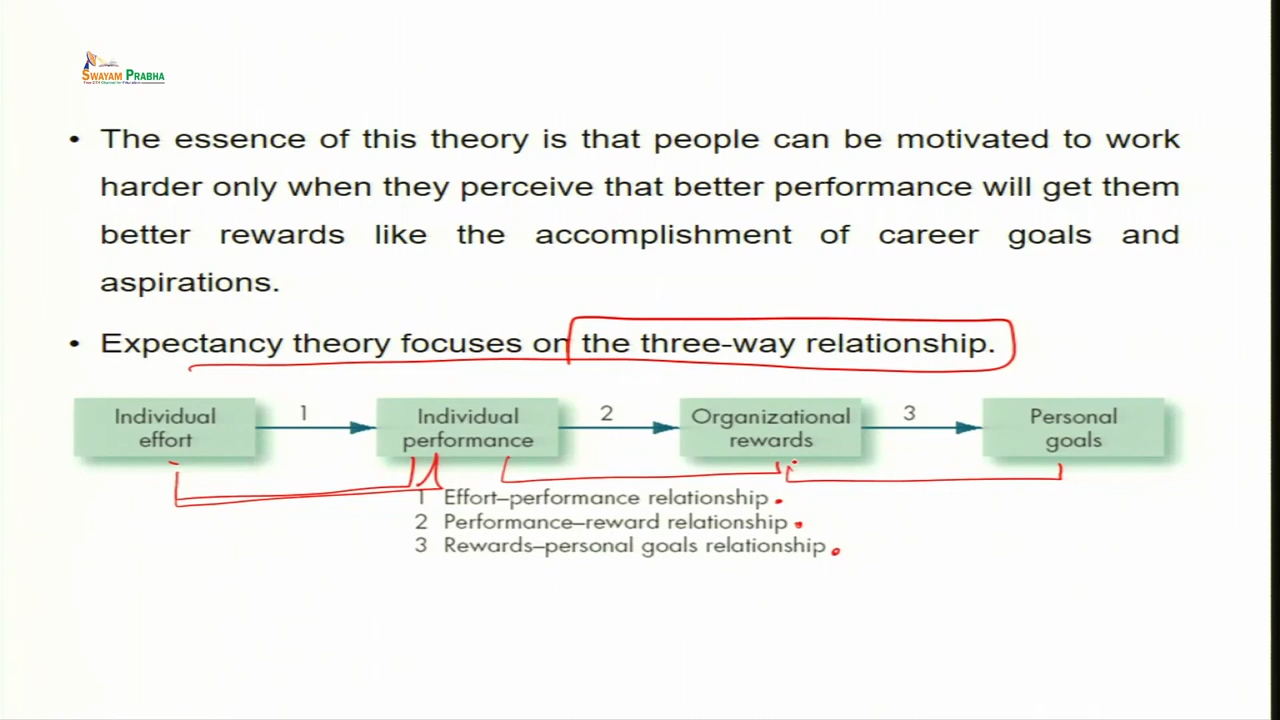 SWAYAM PRABHA
• The essence of this theory is that people can be motivated to work
harder only when they perceive that better performance will get them
better rewards like the accomplishment of career goals and
aspirations.
• Expectancy theory focuses on the three-way relationship.
Individual effort 1 Individual performance 2 Organizational rewards 3 Personal goals
1 Effort–performance relationship
2 Performance–reward relationship
3 Rewards–personal goals relationship